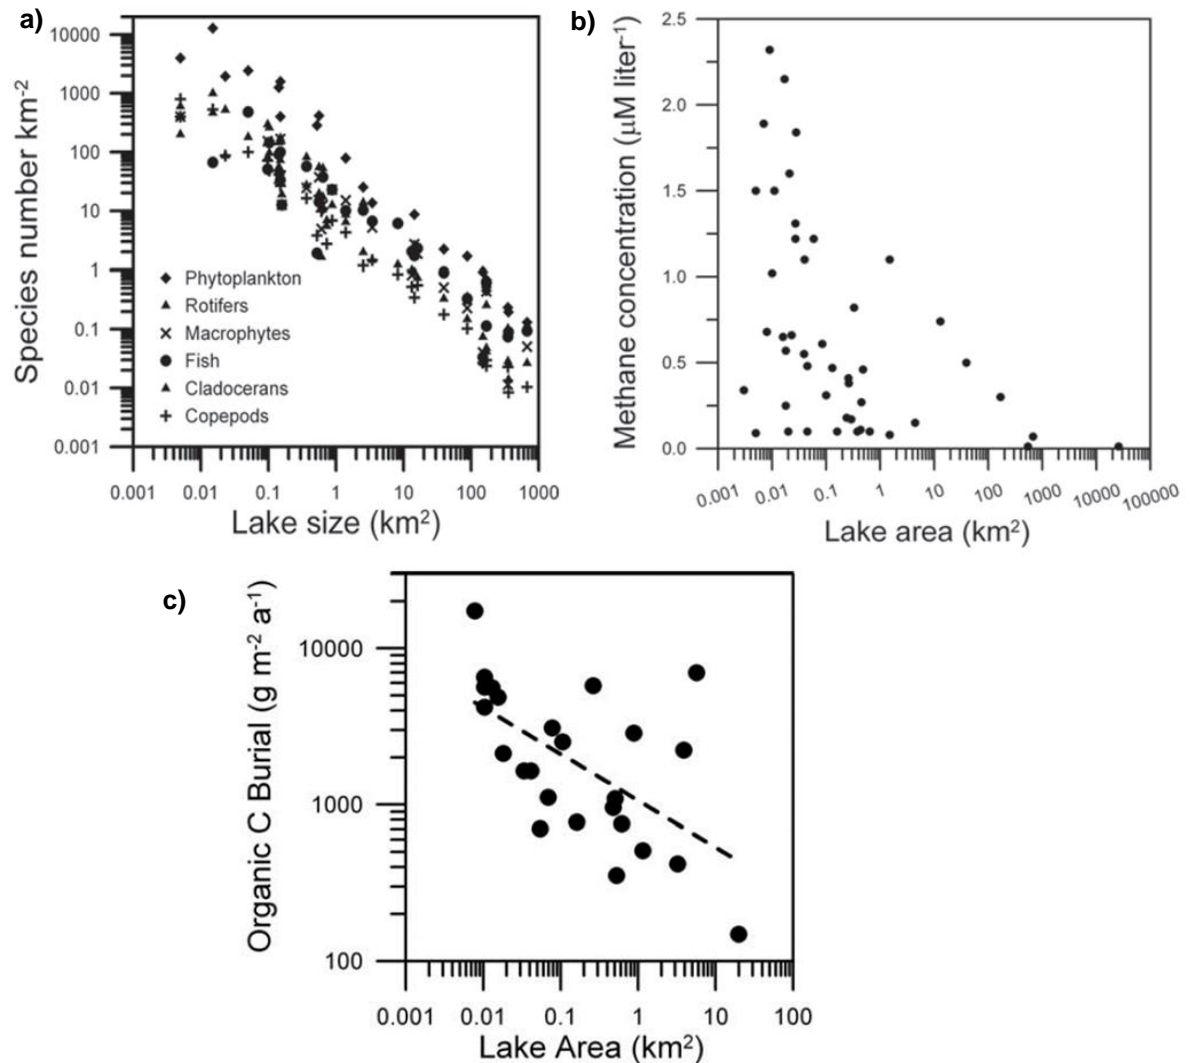 a)
Species number km-2
10000
1000
100
10
1
0.1
0.01
0.001
Phytoplankton
Rotifers
Macrophytes
Fish
Cladocerans
Copepods
0.001 0.01 0.1 1 10 100 1000
Lake size (km2)
b)
Methane concentration (μM liter-1)
2.5
2.0
1.5
1.0
0.5
0.0
0.001 0.01 0.1 1 10 100 1000 10000 100000
Lake area (km2)
c)
Organic C Burial (g m-2 a-1)
10000
1000
100
0.001 0.01 0.1 1 10 100
Lake Area (km2)